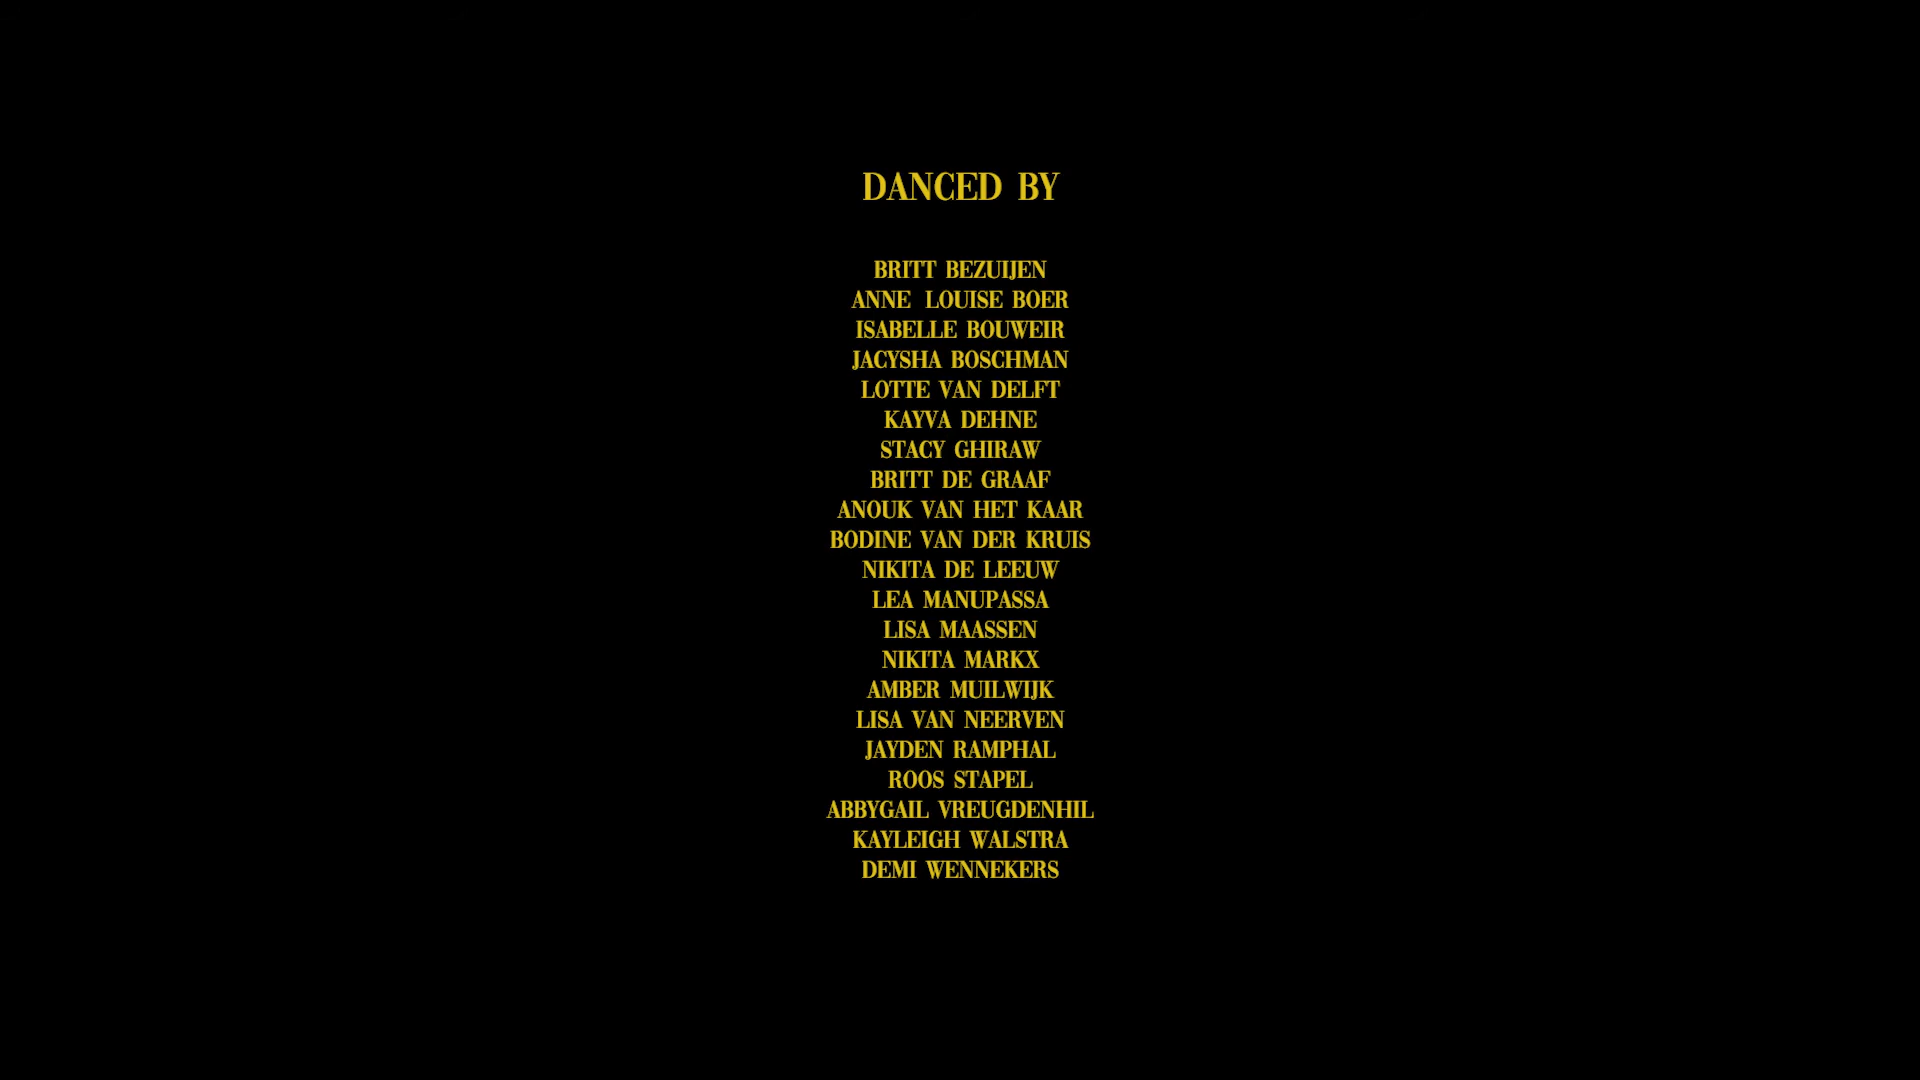 DANCED BY
BRITT BEZUIJEN
ANNE LOUISE BOER
ISABELLE BOUWEIR
JACYSHA BOSCHMAN
LOTTE VAN DELFT
KAYVA DEHNE
STACY GHIRAW
BRITT DE GRAAF
ANOUK VAN HET KAAR
BODINE VAN DER KRUIS
NIKITA DE LEEUW
LEA MANUPASSA
LISA MAASSEN
NIKITA MARKX
AMBER MUILWIJK
LISA VAN NEERVEN
JAYDEN RAMPHAL
ROOS STAPEL
ABBYGAIL VREUGDENHIL
KAYLEIGH WALSTRA
DEMI WENNEKERS